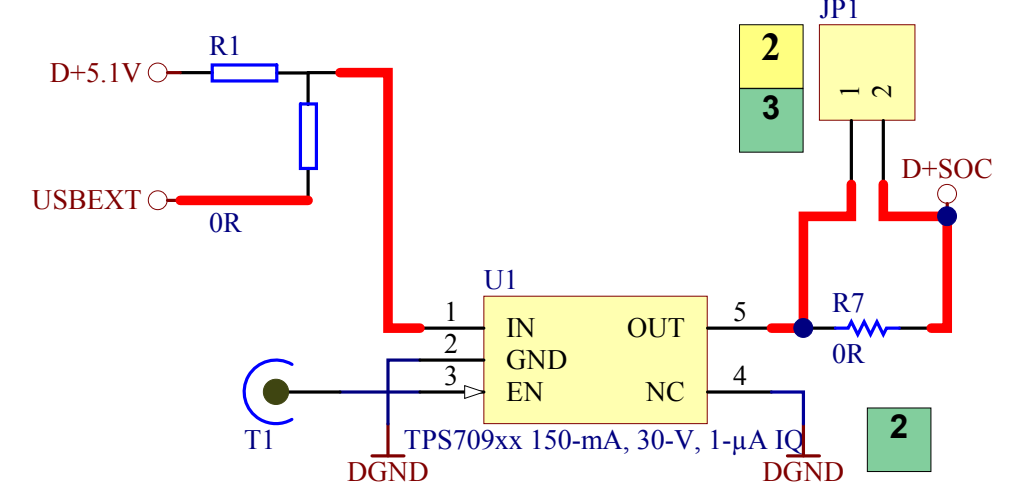 JP1
R1
2
D+5.1V
1 2
3
D+SOC
USBEXT
0R
U1
1
5
R7
IN
OUT
2
0R
GND
3
4
EN
NC
2
T1
TPS709xx 150-mA, 30-V, 1-µA IQ
DGND
DGND